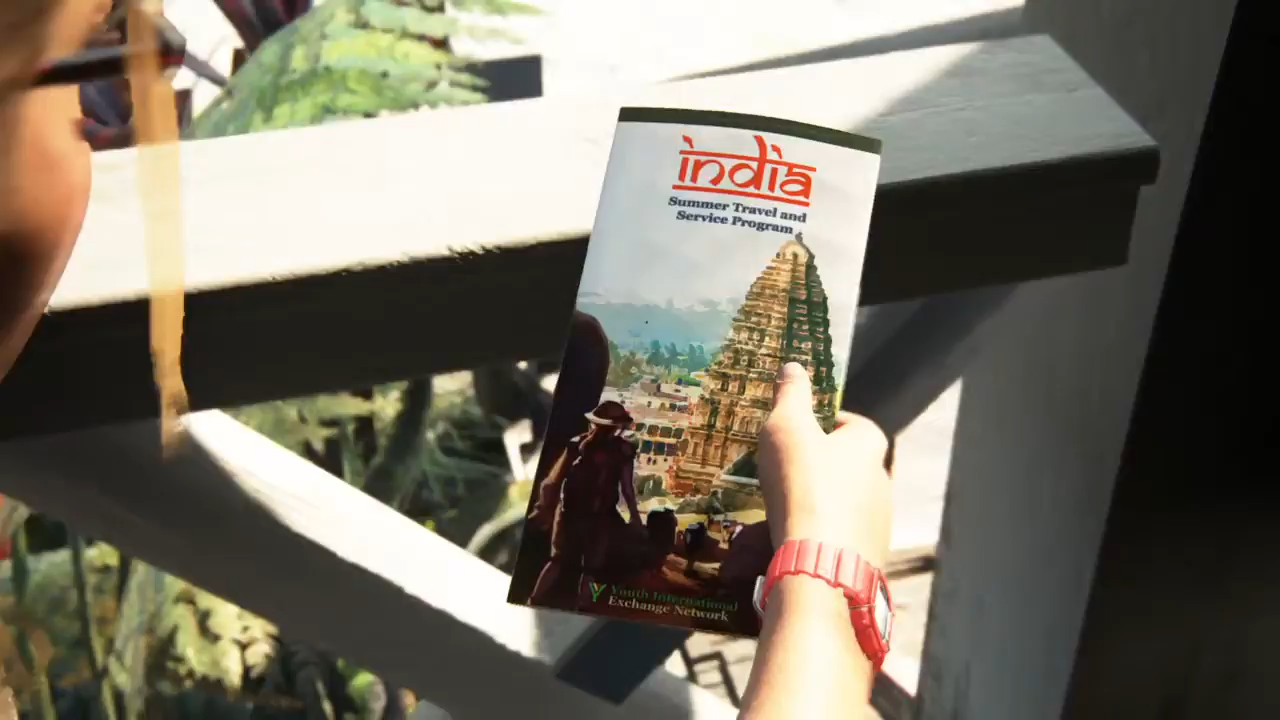 india
Summer Travel and
Service Program
Youth International
Exchange Network